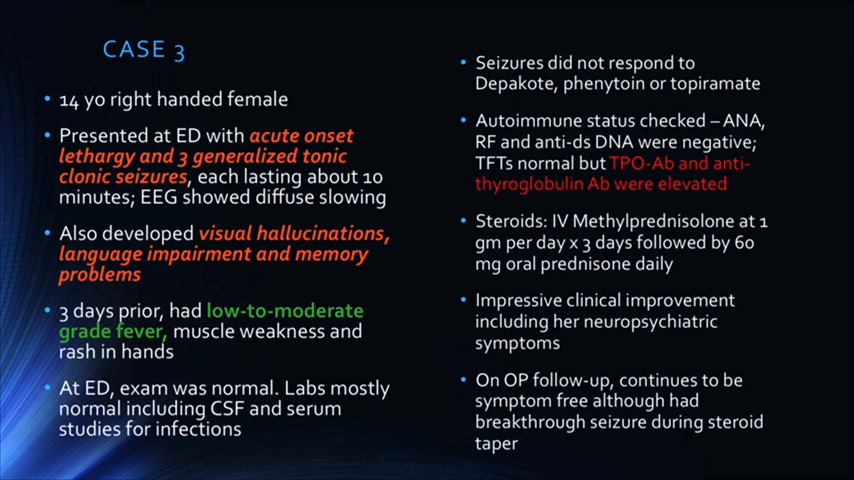 CASE 3
• 14 yo right handed female
• Presented at ED with acute onset
lethargy and 3 generalized tonic
clonic seizures, each lasting about 10
minutes; EEG showed diffuse slowing
• Also developed visual hallucinations,
language impairment and memory
problems
• 3 days prior, had low-to-moderate
grade fever, muscle weakness and
rash in hands
• At ED, exam was normal. Labs mostly
normal including CSF and serum
studies for infections
• Seizures did not respond to
Depakote, phenytoin or topiramate
• Autoimmune status checked – ANA,
RF and anti-ds DNA were negative;
TFTs normal but TPO-Ab and anti-
thyroglobulin Ab were elevated
• Steroids: IV Methylprednisolone at 1
gm per day x 3 days followed by 60
mg oral prednisone daily
• Impressive clinical improvement
including her neuropsychiatric
symptoms
• On OP follow-up, continues to be
symptom free although had
breakthrough seizure during steroid
taper